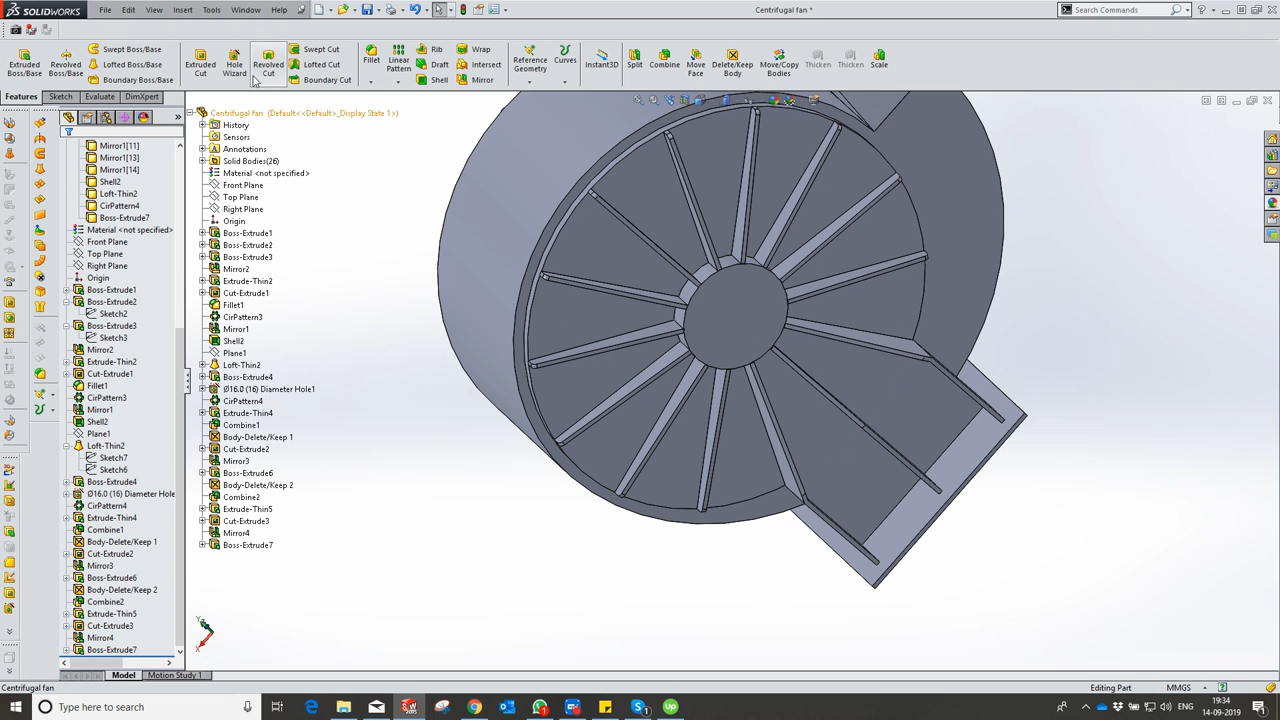 SOLIDWORKS
File Edit View Insert Tools Window Help
Centrifugal fan *
Search Commands
Extruded Boss/Base
Revolved Boss/Base
Swept Boss/Base
Lofted Boss/Base
Boundary Boss/Base
Extruded Cut
Hole Wizard
Revolved Cut
Swept Cut
Lofted Cut
Boundary Cut
Fillet
Linear Pattern
Rib
Draft
Shell
Wrap
Intersect
Mirror
Reference Geometry
Curves
Instant3D
Split
Combine
Move Face
Delete/Keep Body
Move/Copy Bodies
Thicken
Thicken
Scale
Features Sketch Evaluate DimXpert
Mirror1[11]
Mirror1[13]
Mirror1[14]
Shell2
Loft-Thin2
CirPattern4
Boss-Extrude7
Material <not specified>
Front Plane
Top Plane
Right Plane
Origin
Boss-Extrude1
Boss-Extrude2
Sketch2
Boss-Extrude3
Sketch3
Mirror2
Extrude-Thin2
Cut-Extrude1
Fillet1
CirPattern3
Mirror1
Shell2
Plane1
Loft-Thin2
Sketch7
Sketch6
Boss-Extrude4
Ø16.0 (16) Diameter Hole
CirPattern4
Extrude-Thin4
Combine1
Body-Delete/Keep 1
Cut-Extrude2
Mirror3
Boss-Extrude6
Body-Delete/Keep 2
Combine2
Extrude-Thin5
Cut-Extrude3
Mirror4
Boss-Extrude7
Centrifugal fan (Default<<Default>_Display State 1>)
History
Sensors
Annotations
Solid Bodies(26)
Material <not specified>
Front Plane
Top Plane
Right Plane
Origin
Boss-Extrude1
Boss-Extrude2
Boss-Extrude3
Mirror2
Extrude-Thin2
Cut-Extrude1
Fillet1
CirPattern3
Mirror1
Shell2
Plane1
Loft-Thin2
Boss-Extrude4
Ø16.0 (16) Diameter Hole1
CirPattern4
Extrude-Thin4
Combine1
Body-Delete/Keep 1
Cut-Extrude2
Mirror3
Boss-Extrude6
Body-Delete/Keep 2
Combine2
Extrude-Thin5
Cut-Extrude3
Mirror4
Boss-Extrude7
Model Motion Study 1
Centrifugal fan
Editing Part
MMGS
Type here to search
ENG
19:34
14-09-2019